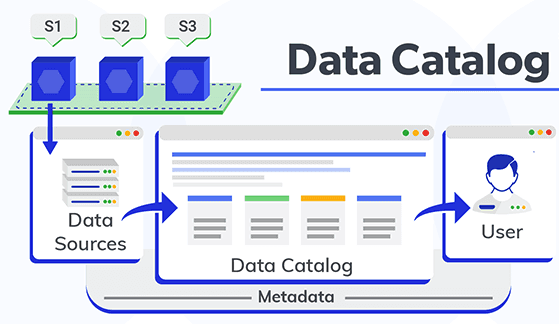 S1 S2 S3
Data Catalog
Data
Sources
Data Catalog
User
Metadata